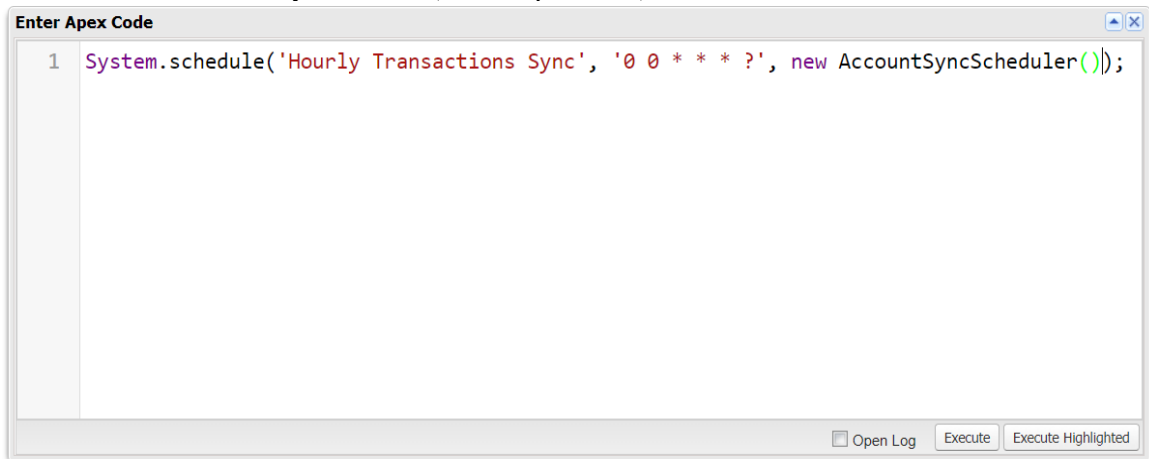 Enter Apex Code
1 System.schedule('Hourly Transactions Sync', '0 0 * * * ?', new AccountSyncScheduler());
Open Log Execute Execute Highlighted